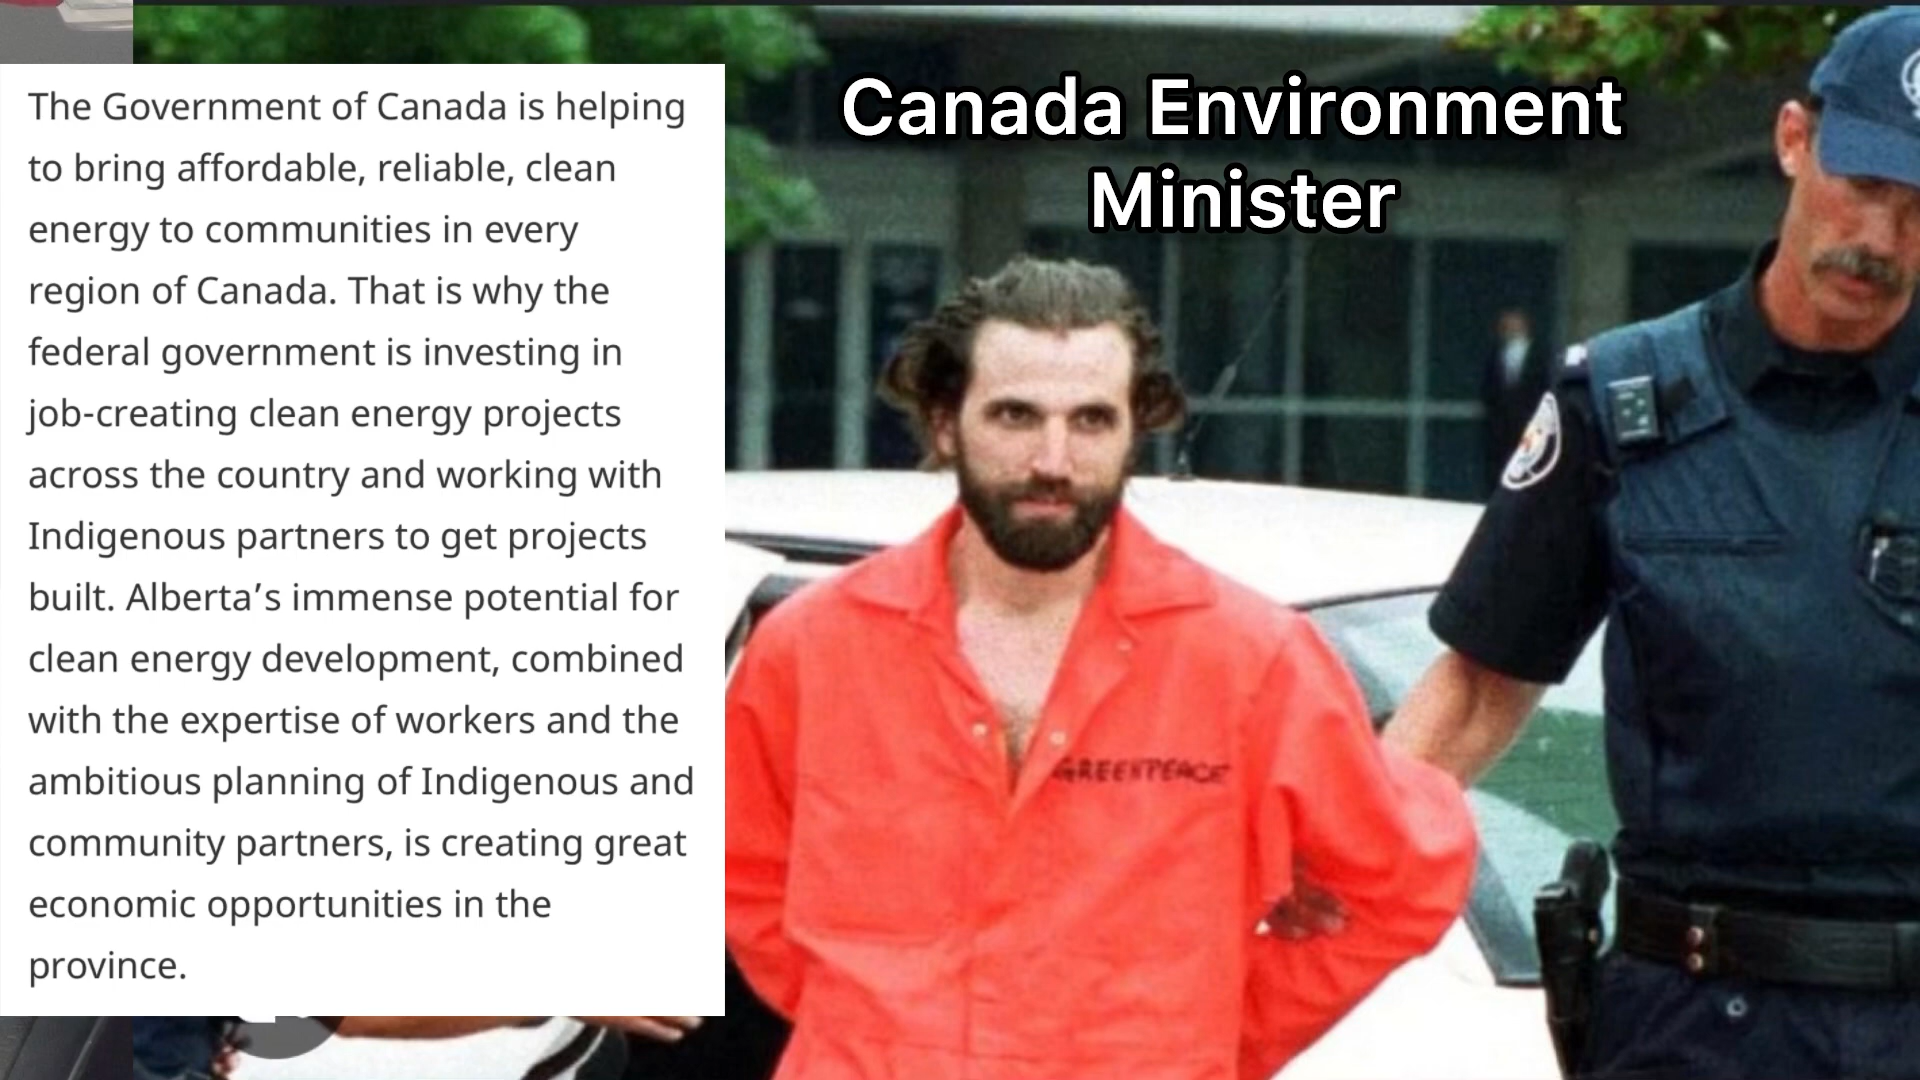 The Government of Canada is helping
to bring affordable, reliable, clean
energy to communities in every
region of Canada. That is why the
federal government is investing in
job-creating clean energy projects
across the country and working with
Indigenous partners to get projects
built. Alberta’s immense potential for
clean energy development, combined
with the expertise of workers and the
ambitious planning of Indigenous and
community partners, is creating great
economic opportunities in the
province.
Canada Environment
Minister
GREENPEACE